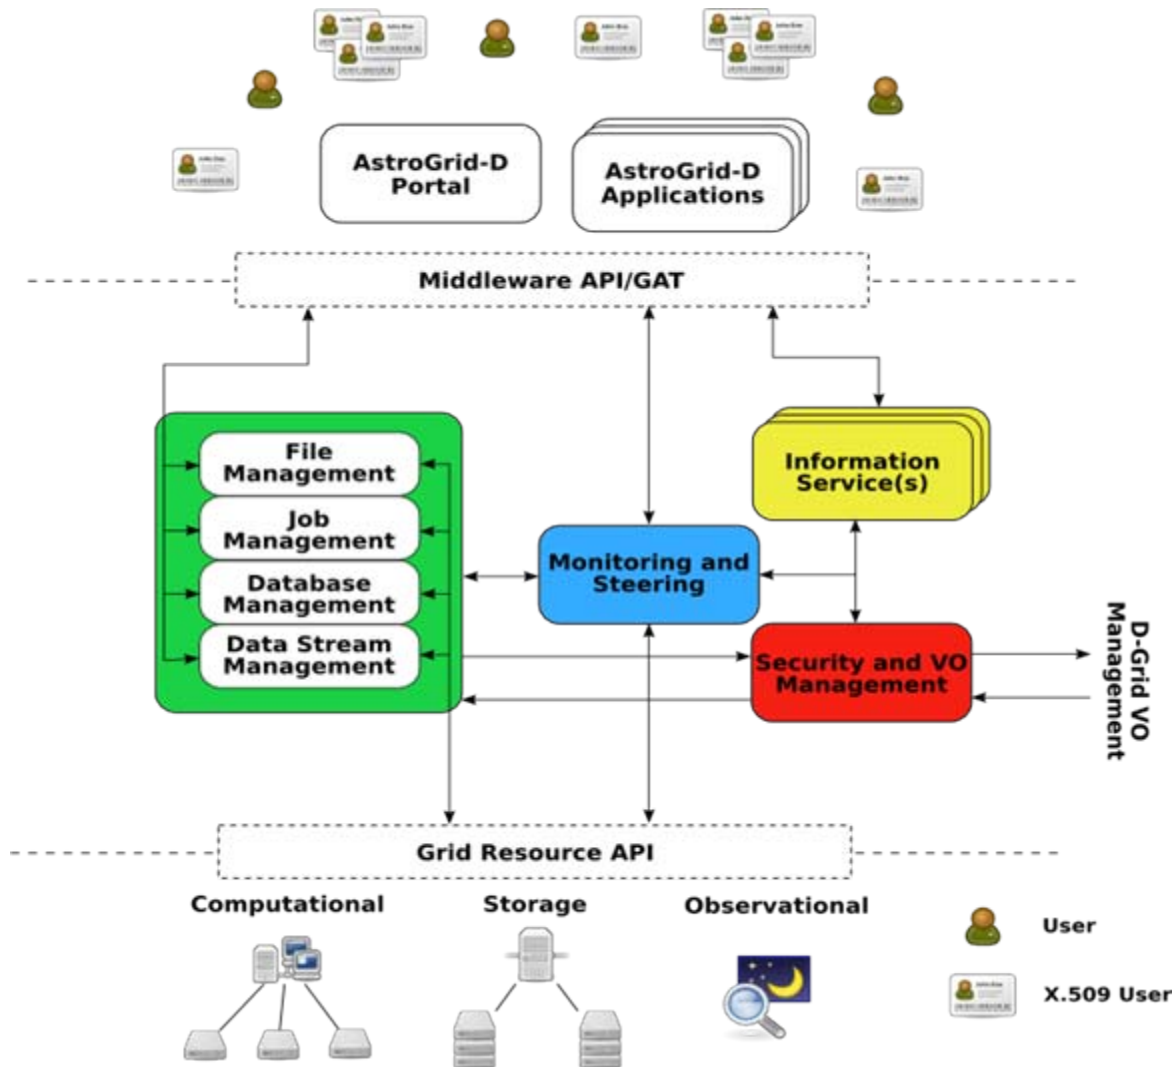 AstroGrid-D
Portal
AstroGrid-D
Applications
Middleware API/GAT
File
Management
Job
Management
Database
Management
Data Stream
Management
Monitoring and
Steering
Information
Service(s)
Security and VO
Management
D-Grid VO
Management
Grid Resource API
Computational
Storage
Observational
User
X.509 User